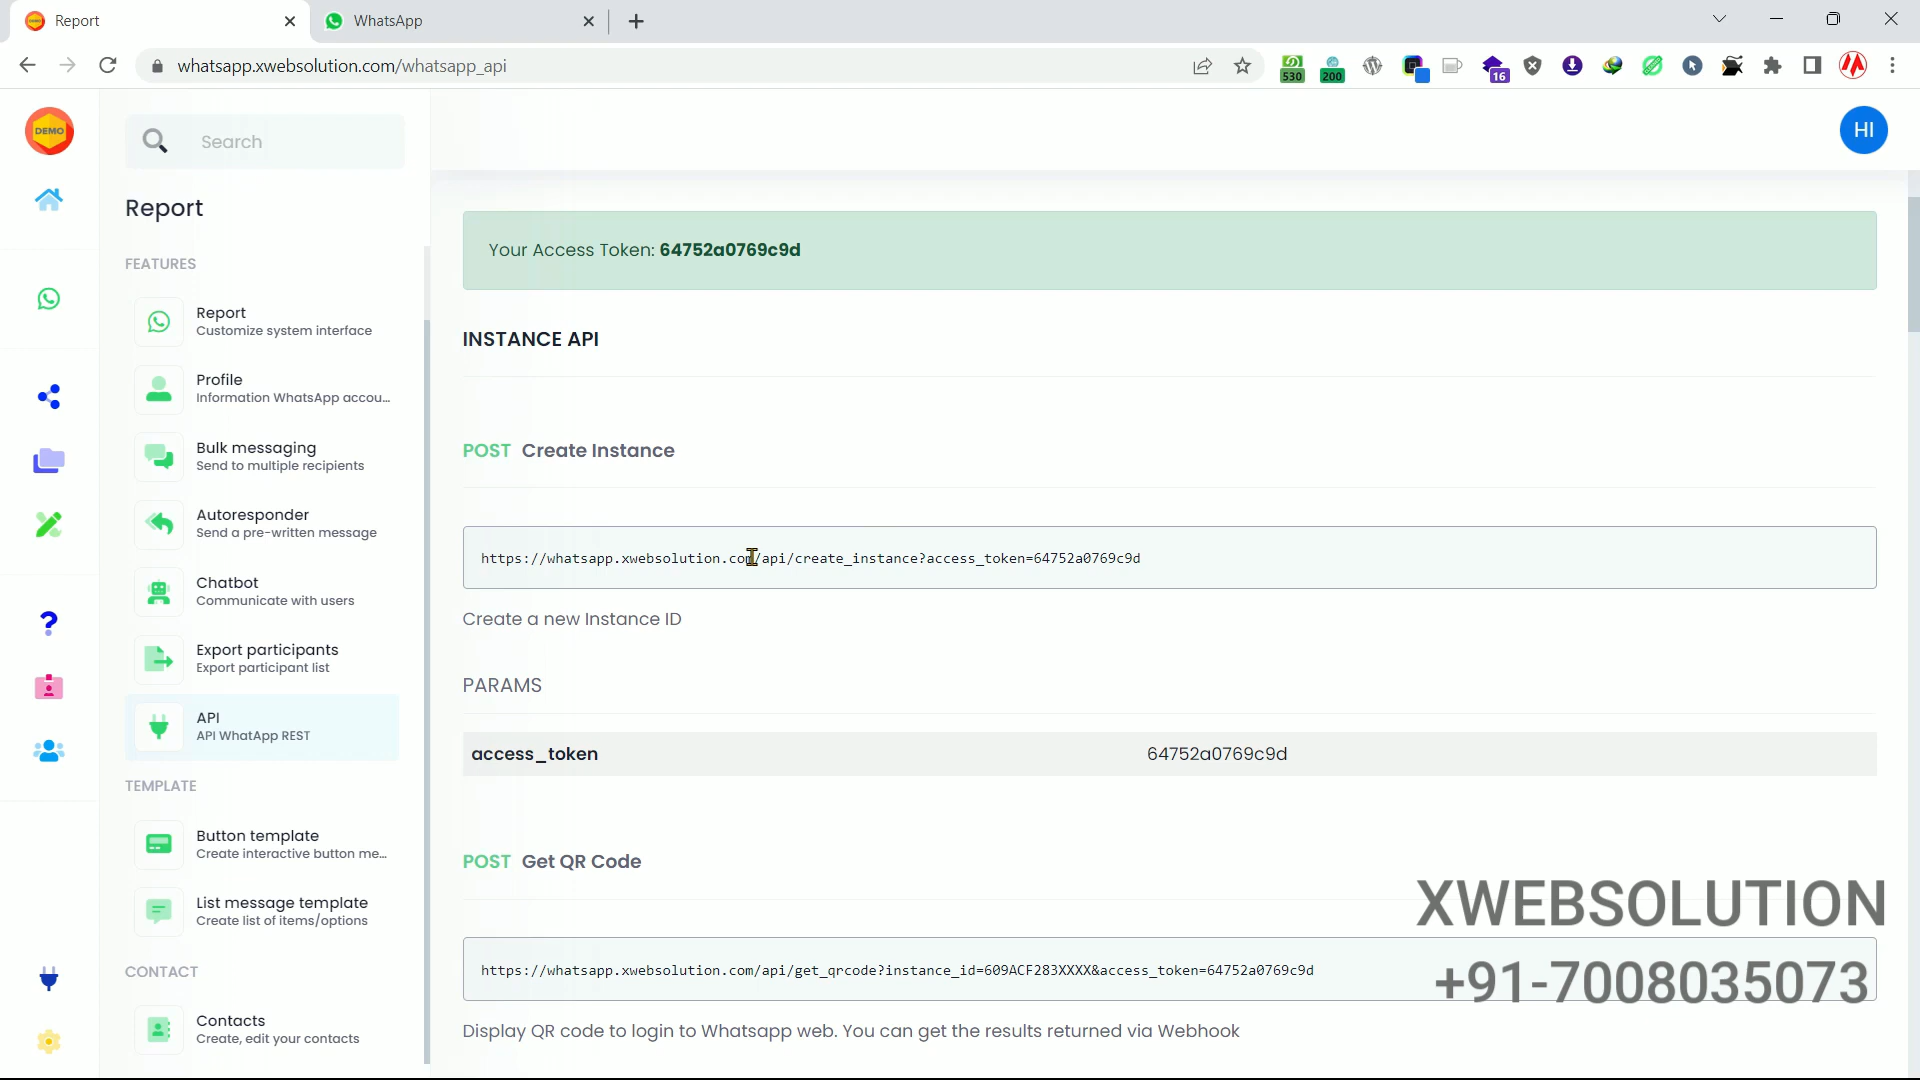 Report
WhatsApp
whatsapp.xwebsolution.com/whatsapp_api
530
200
16
DEMO
Search
HI
Report
FEATURES
Report
Customize system interface
Profile
Information WhatsApp accou...
Bulk messaging
Send to multiple recipients
Autoresponder
Send a pre-written message
Chatbot
Communicate with users
Export participants
Export participant list
API
API WhatApp REST
TEMPLATE
Button template
Create interactive button me...
List message template
Create list of items/options
CONTACT
Contacts
Create, edit your contacts
Your Access Token: 64752a0769c9d
INSTANCE API
POST Create Instance
https://whatsapp.xwebsolution.com/api/create_instance?access_token=64752a0769c9d
Create a new Instance ID
PARAMS
access_token 64752a0769c9d
POST Get QR Code
https://whatsapp.xwebsolution.com/api/get_qrcode?instance_id=609ACF283XXXX&access_token=64752a0769c9d
Display QR code to login to Whatsapp web. You can get the results returned via Webhook
XWEBSOLUTION
+91-7008035073